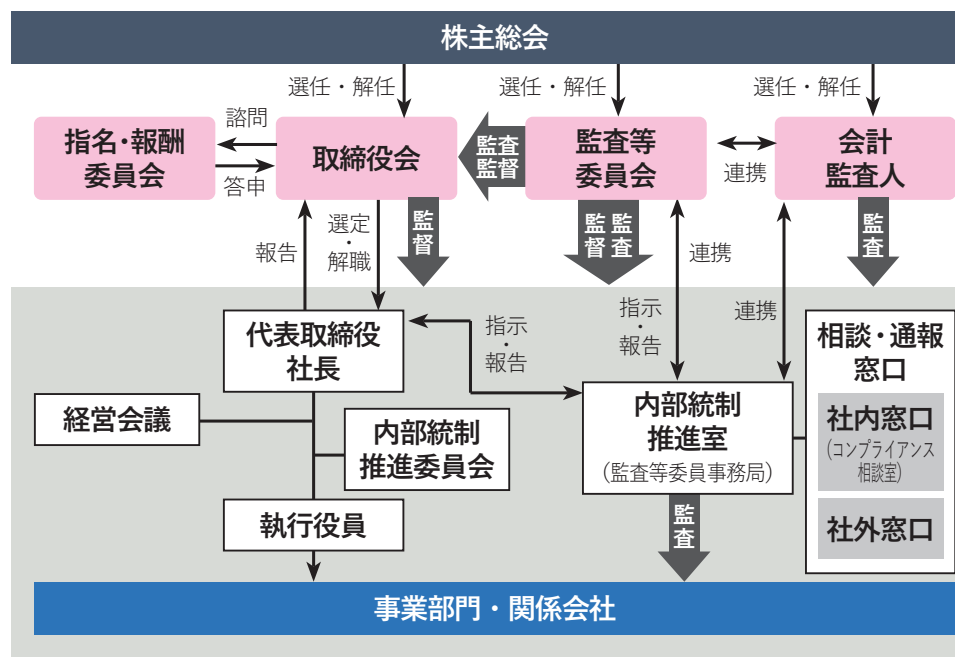 株主総会
選任・解任
選任・解任
選任・解任
指名・報酬
委員会
諮問
答申
取締役会
監査
監督
監査等
委員会
連携
会計
監査人
報告
選定
・
解職
監督
監督
監査
連携
監査
指示
・
報告
連携
代表取締役
社長
指示
・
報告
経営会議
内部統制
推進委員会
執行役員
内部統制
推進室
(監査等委員事務局)
監査
相談・通報
窓口
社内窓口
(コンプライアンス
相談室)
社外窓口
事業部門・関係会社